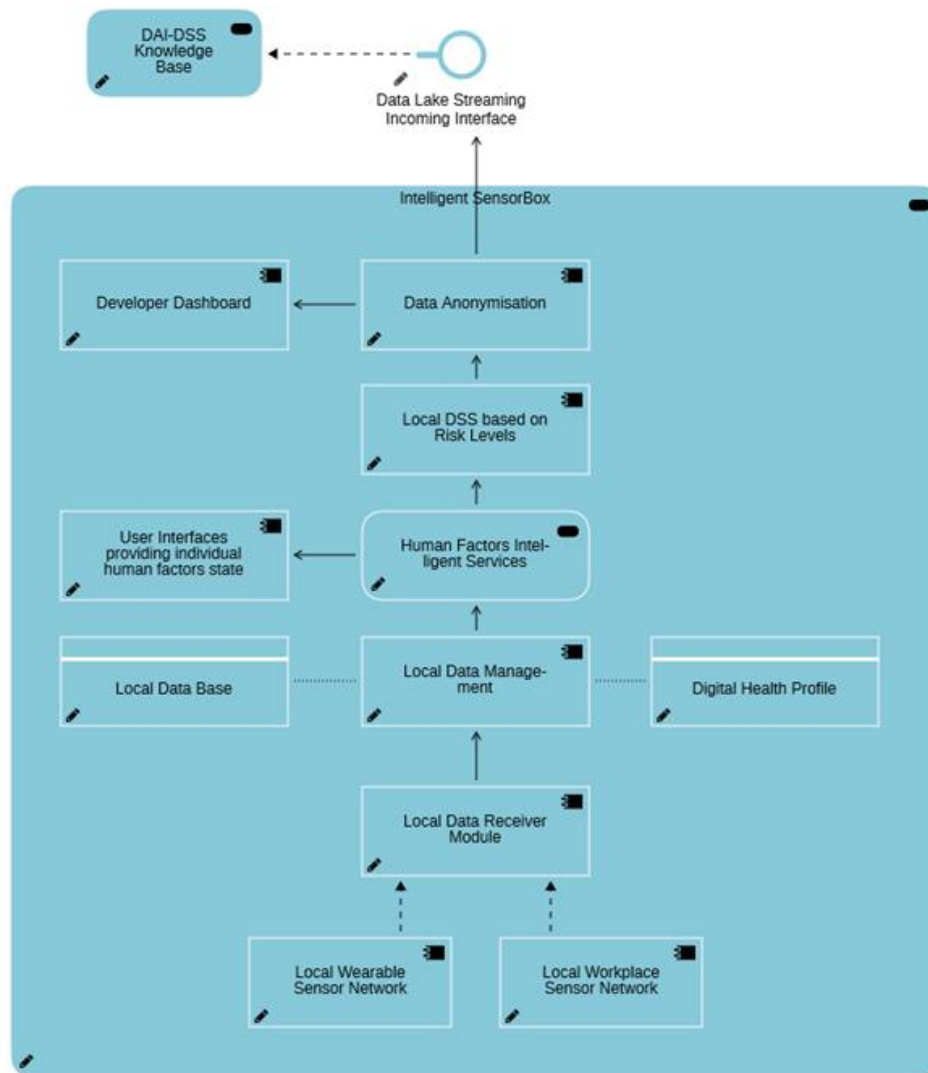 DAI-DSS
Knowledge
Base
Data Lake Streaming
Incoming Interface
Intelligent SensorBox
Developer Dashboard
Data Anonymisation
Local DSS based on
Risk Levels
User Interfaces
providing individual
human factors state
Human Factors Intel-
ligent Services
Local Data Base
Local Data Manage-
ment
Digital Health Profile
Local Data Receiver
Module
Local Wearable
Sensor Network
Local Workplace
Sensor Network